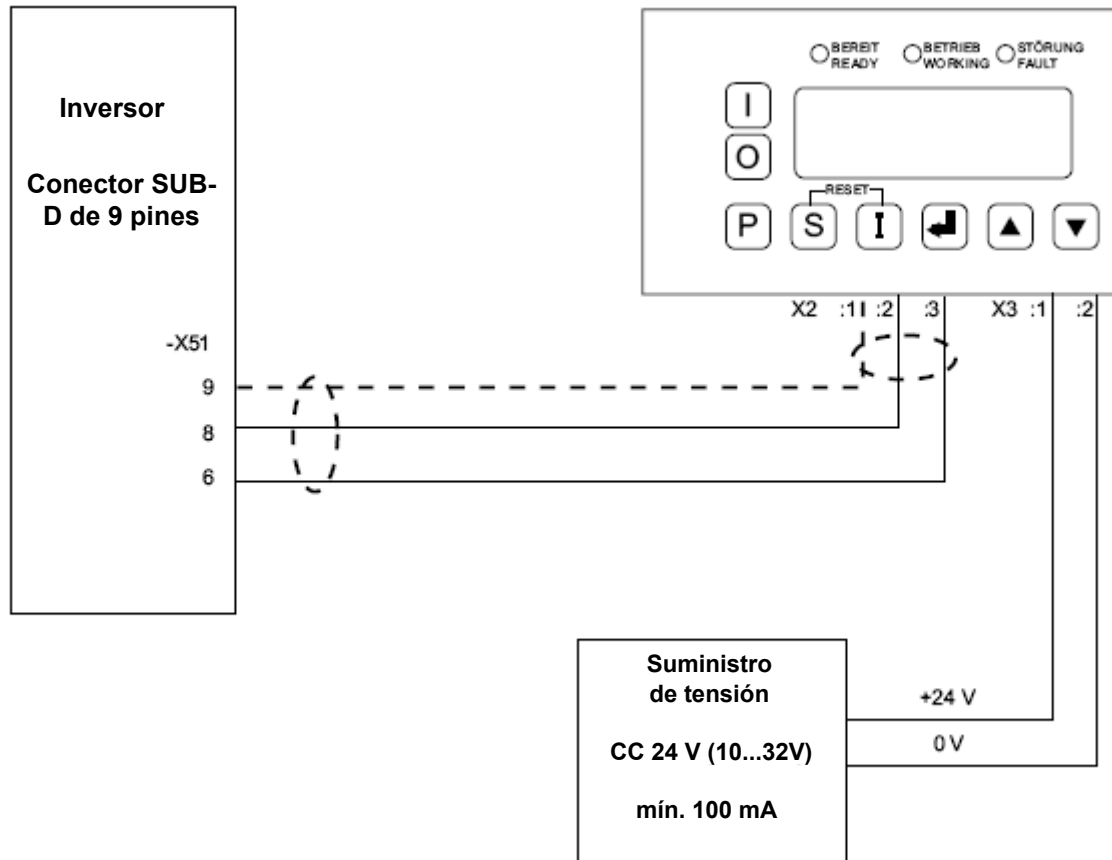 Inversor
Conector SUB-
D de 9 pines
-X51
9
8
6
BEREIT
READY
BETRIEB
WORKING
STÖRUNG
FAULT
I
O
RESET
P
S
I
X2 :1 :2 :3 X3 :1 :2
Suministro
de tensión
CC 24 V (10...32V)
mín. 100 mA
+24 V
0 V